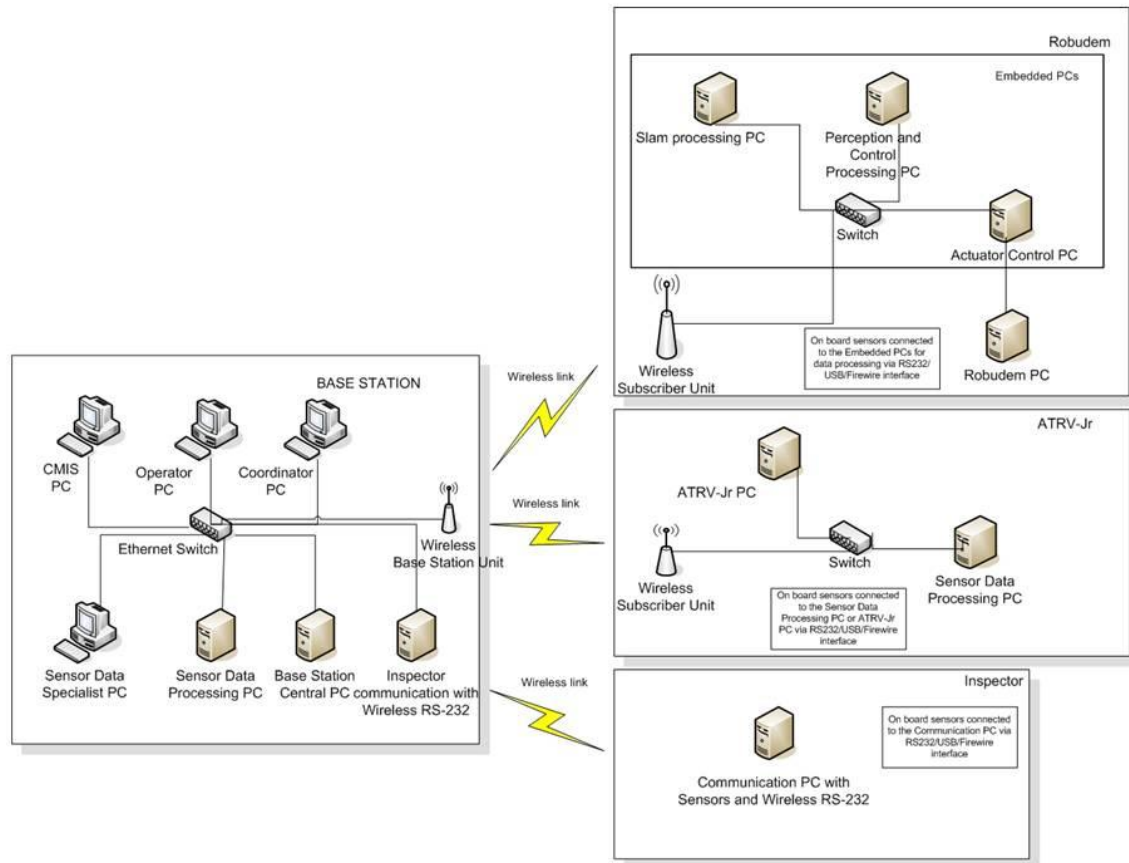 BASE STATION
CMIS
PC
Operator
PC
Coordinator
PC
Ethernet Switch
Wireless
Base Station Unit
Sensor Data
Specialist PC
Sensor Data
Processing PC
Base Station
Central PC
Inspector
communication with
Wireless RS-232
Wireless link
Wireless link
Wireless link
Robudem
Embedded PCs
Slam processing PC
Perception and
Control
Processing PC
Switch
Actuator Control PC
Wireless
Subscriber Unit
On board sensors connected
to the Embedded PCs for
data processing via RS232/
USB/Firewire interface
Robudem PC
ATRV-Jr
ATRV-Jr PC
Wireless
Subscriber Unit
Switch
Sensor Data
Processing PC
On board sensors connected
to the Sensor Data
Processing PC or ATRV-Jr
PC via RS232/USB/Firewire
interface
Inspector
On board sensors connected
to the Communication PC via
RS232/USB/Firewire
interface
Communication PC with
Sensors and Wireless RS-232